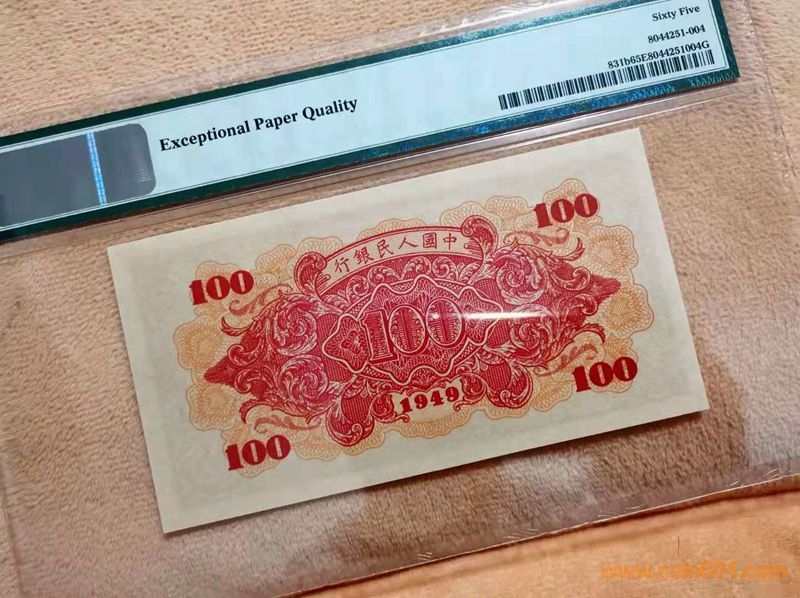 Sixty Five
8044251-004
831b65E8044251004G
Exceptional Paper Quality
100
100
行銀民人國中
100
1949
100
100
www.coin001.com